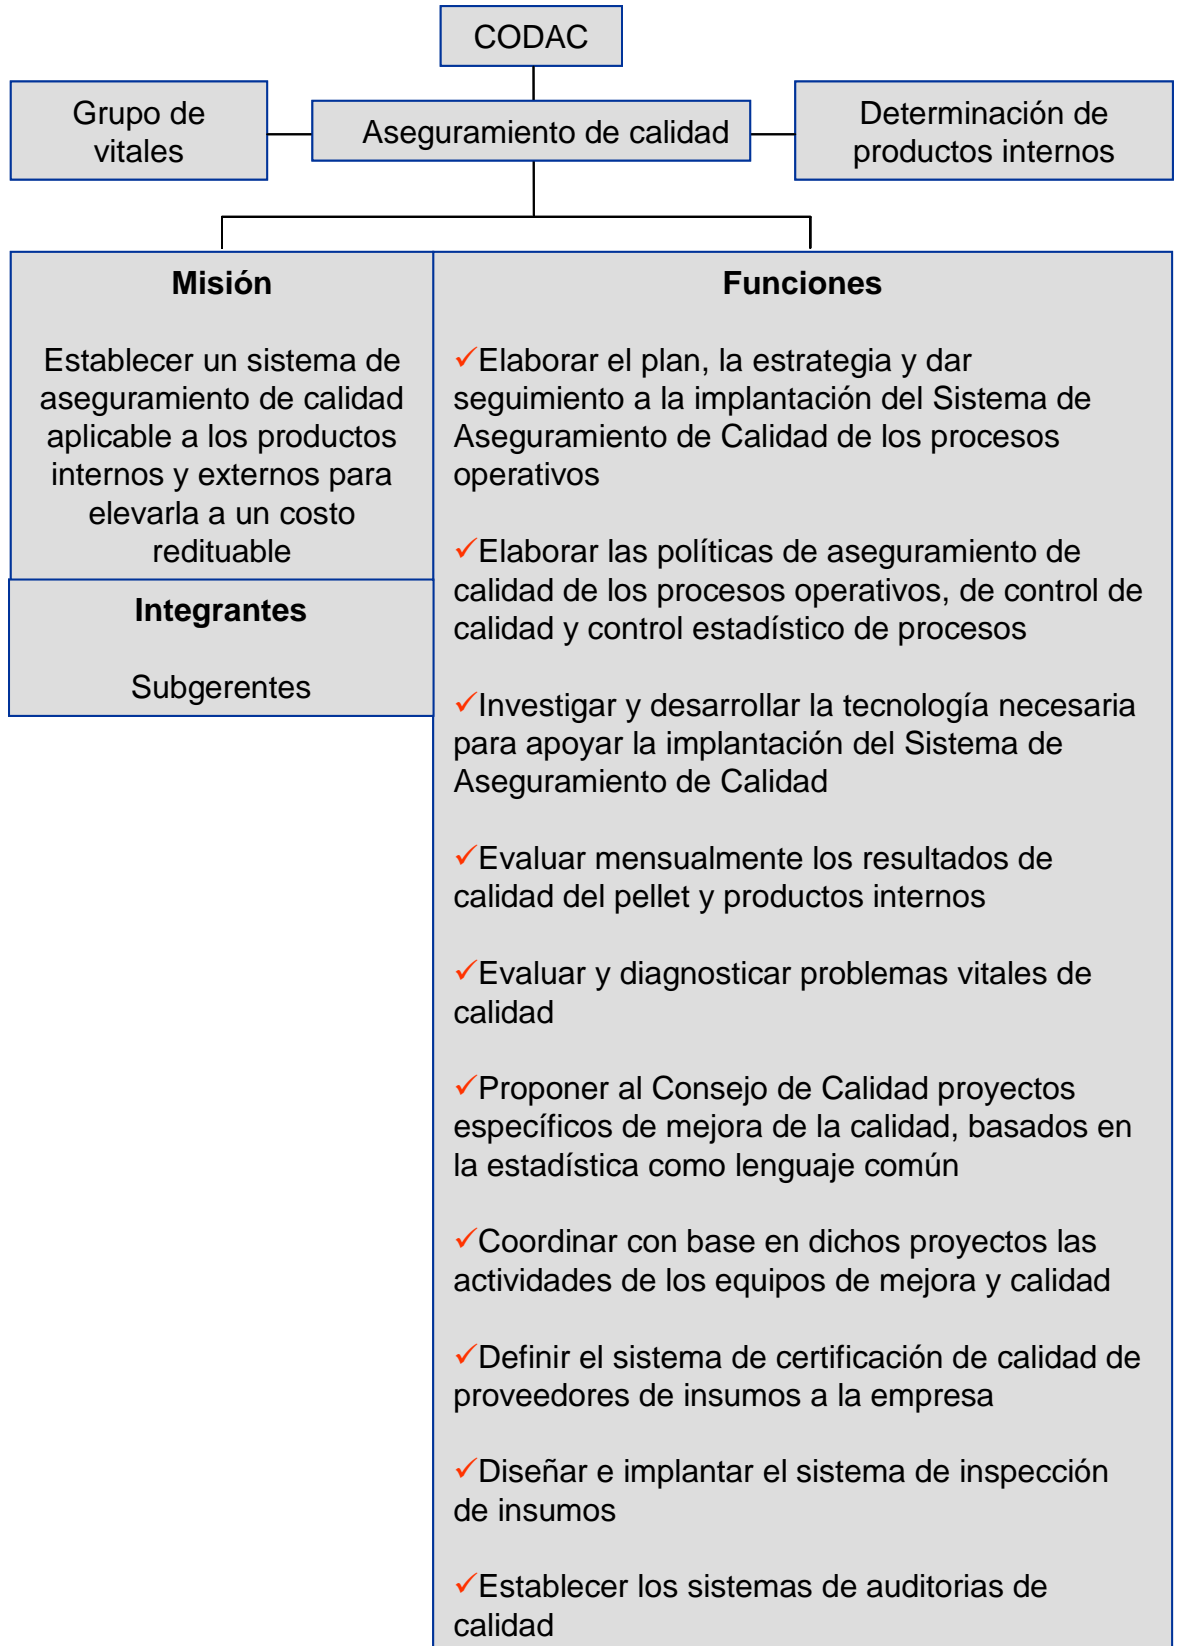 CODAC
Grupo de
vitales
Aseguramiento de calidad
Determinación de
productos internos
Misión
Establecer un sistema de
aseguramiento de calidad
aplicable a los productos
internos y externos para
elevarla a un costo
redituable
Integrantes
Subgerentes
Funciones
✓Elaborar el plan, la estrategia y dar
seguimiento a la implantación del Sistema de
Aseguramiento de Calidad de los procesos
operativos
✓Elaborar las políticas de aseguramiento de
calidad de los procesos operativos, de control de
calidad y control estadístico de procesos
✓Investigar y desarrollar la tecnología necesaria
para apoyar la implantación del Sistema de
Aseguramiento de Calidad
✓Evaluar mensualmente los resultados de
calidad del pellet y productos internos
✓Evaluar y diagnosticar problemas vitales de
calidad
✓Proponer al Consejo de Calidad proyectos
específicos de mejora de la calidad, basados en
la estadística como lenguaje común
✓Coordinar con base en dichos proyectos las
actividades de los equipos de mejora y calidad
✓Definir el sistema de certificación de calidad de
proveedores de insumos a la empresa
✓Diseñar e implantar el sistema de inspección
de insumos
✓Establecer los sistemas de auditorias de
calidad